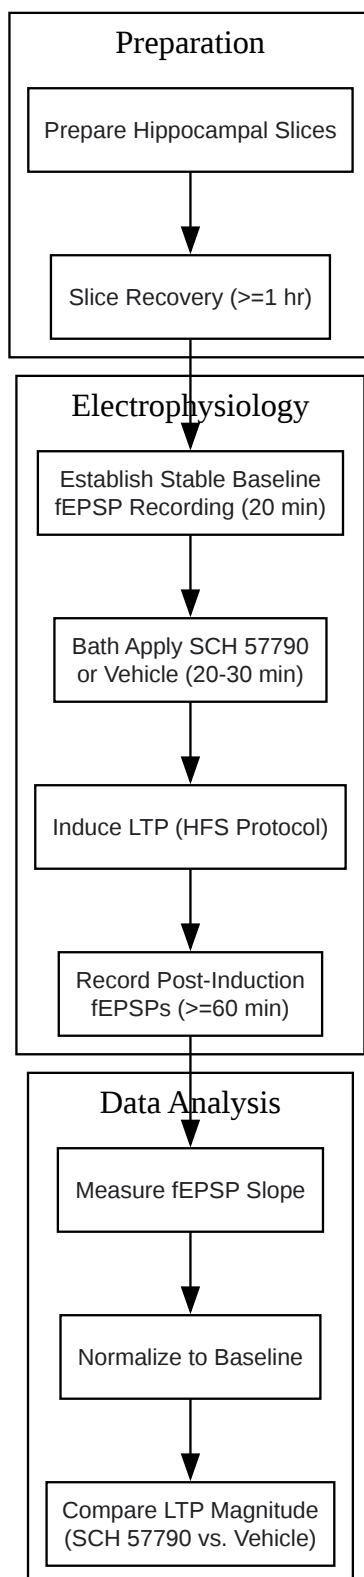 Preparation
Prepare Hippocampal Slices
Slice Recovery (>=1 hr)
Electrophysiology
Establish Stable Baseline
fEPSP Recording (20 min)
Bath Apply SCH 57790
or Vehicle (20-30 min)
Induce LTP (HFS Protocol)
Record Post-Induction
fEPSPs (>=60 min)
Data Analysis
Measure fEPSP Slope
Normalize to Baseline
Compare LTP Magnitude
(SCH 57790 vs. Vehicle)